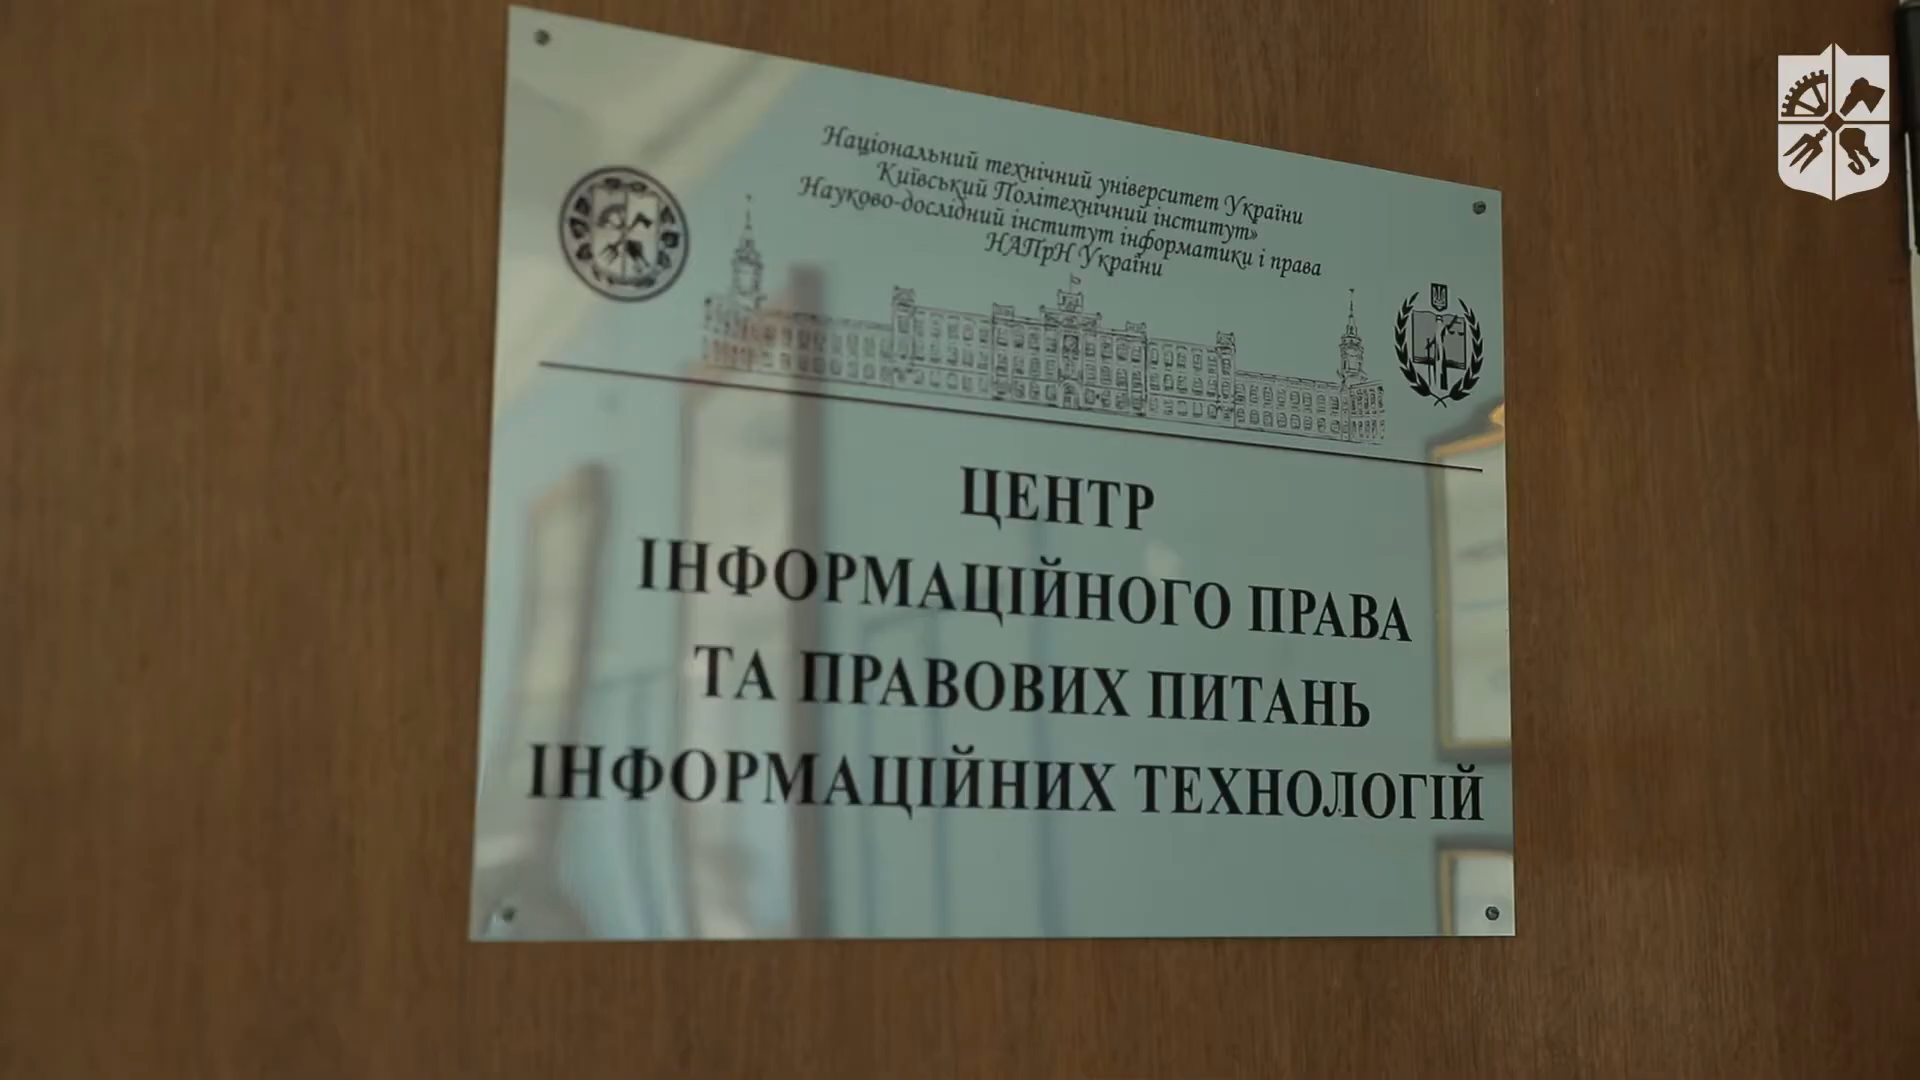 Національний технічний університет України
Київський Політехнічний інститут»
Науково-дослідний інститут інформатики і права
НАПрН України
ЦЕНТР
ІНФОРМАЦІЙНОГО ПРАВА
ТА ПРАВОВИХ ПИТАНЬ
ІНФОРМАЦІЙНИХ ТЕХНОЛОГІЙ